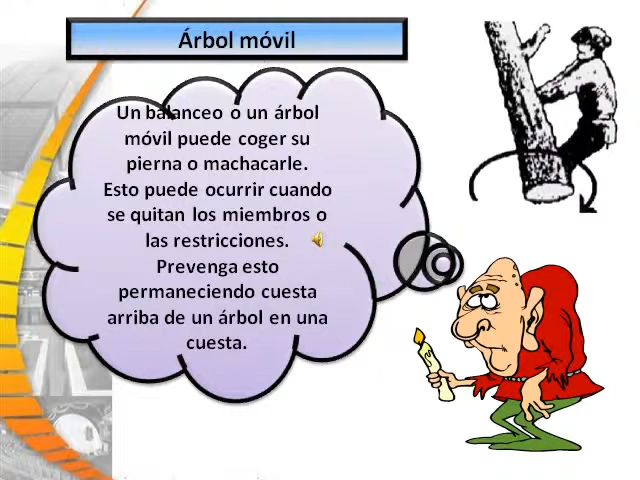 Árbol móvil
Un balanceo o un árbol
móvil puede coger su
pierna o machacarle.
Esto puede ocurrir cuando
se quitan los miembros o
las restricciones.
Prevenga esto
permaneciendo cuesta
arriba de un árbol en una
cuesta.